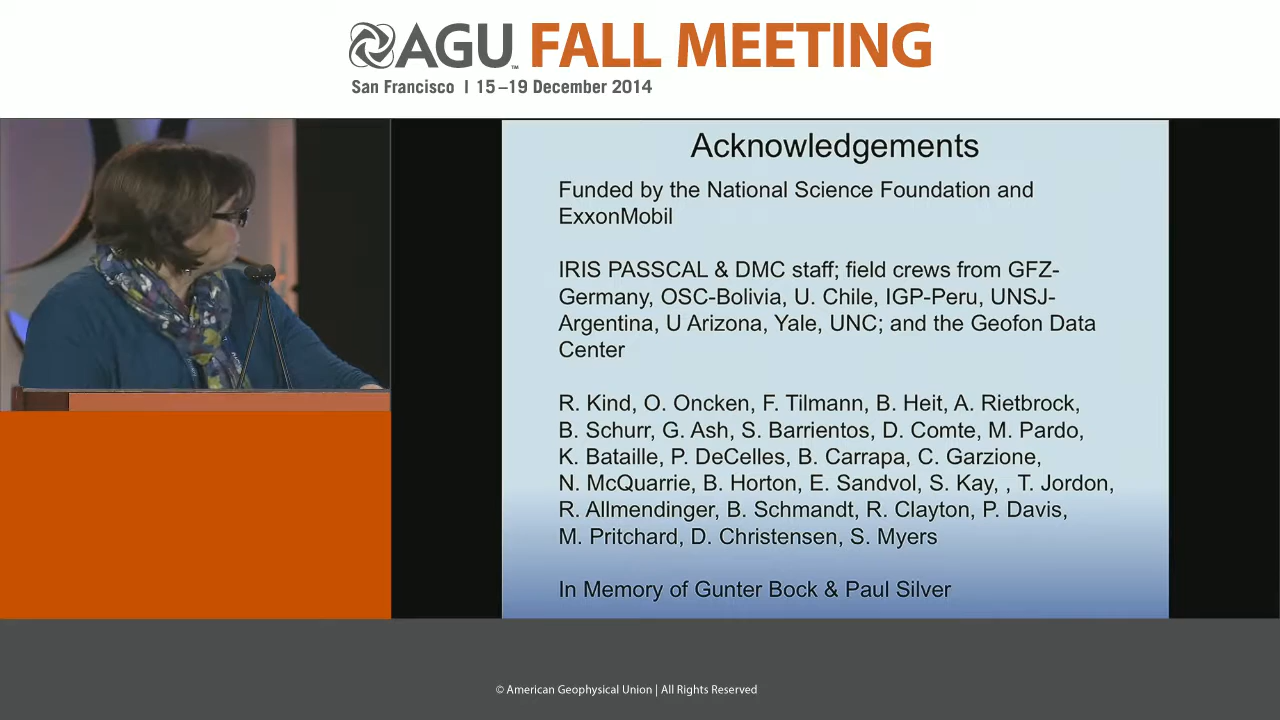 AGU™ FALL MEETING
San Francisco | 15–19 December 2014
Acknowledgements
Funded by the National Science Foundation and
ExxonMobil
IRIS PASSCAL & DMC staff; field crews from GFZ-
Germany, OSC-Bolivia, U. Chile, IGP-Peru, UNSJ-
Argentina, U Arizona, Yale, UNC; and the Geofon Data
Center
R. Kind, O. Oncken, F. Tilmann, B. Heit, A. Rietbrock,
B. Schurr, G. Ash, S. Barrientos, D. Comte, M. Pardo,
K. Bataille, P. DeCelles, B. Carrapa, C. Garzione,
N. McQuarrie, B. Horton, E. Sandvol, S. Kay, , T. Jordon,
R. Allmendinger, B. Schmandt, R. Clayton, P. Davis,
M. Pritchard, D. Christensen, S. Myers
In Memory of Gunter Bock & Paul Silver
© American Geophysical Union | All Rights Reserved